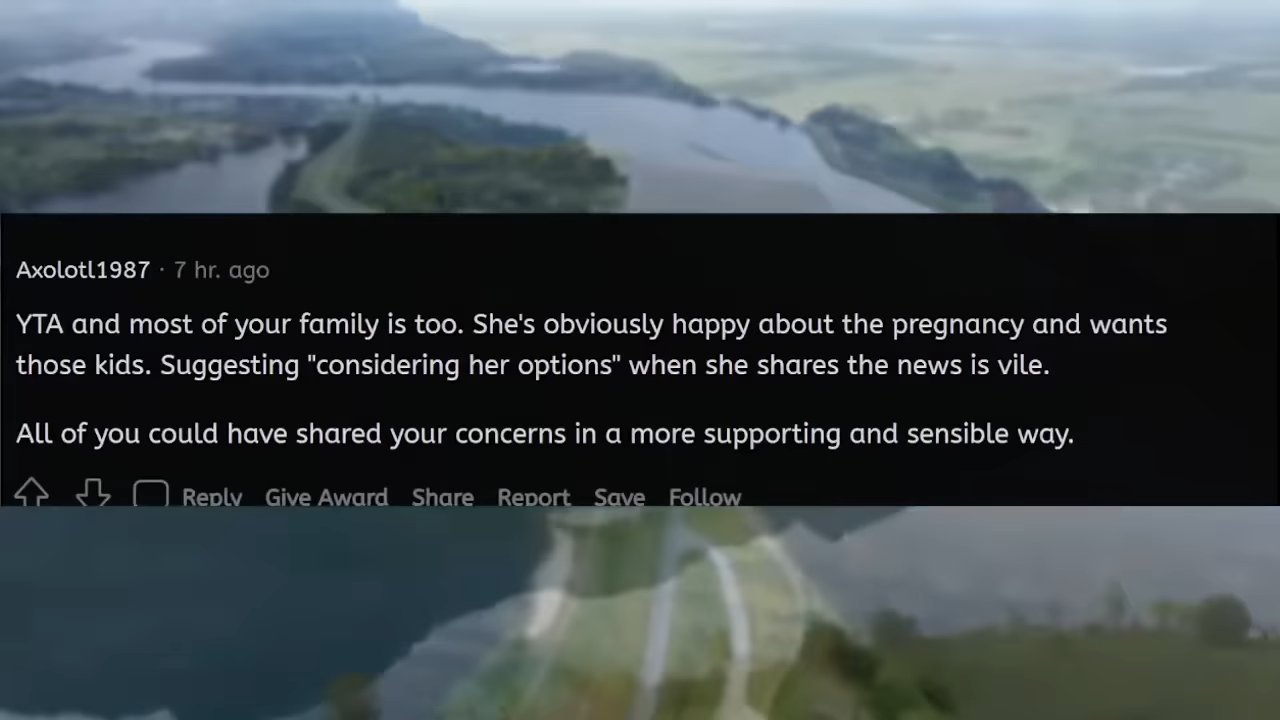 Axolotl1987 · 7 hr. ago
YTA and most of your family is too. She's obviously happy about the pregnancy and wants
those kids. Suggesting "considering her options" when she shares the news is vile.
All of you could have shared your concerns in a more supporting and sensible way.
Reply Give Award Share Report Save Follow